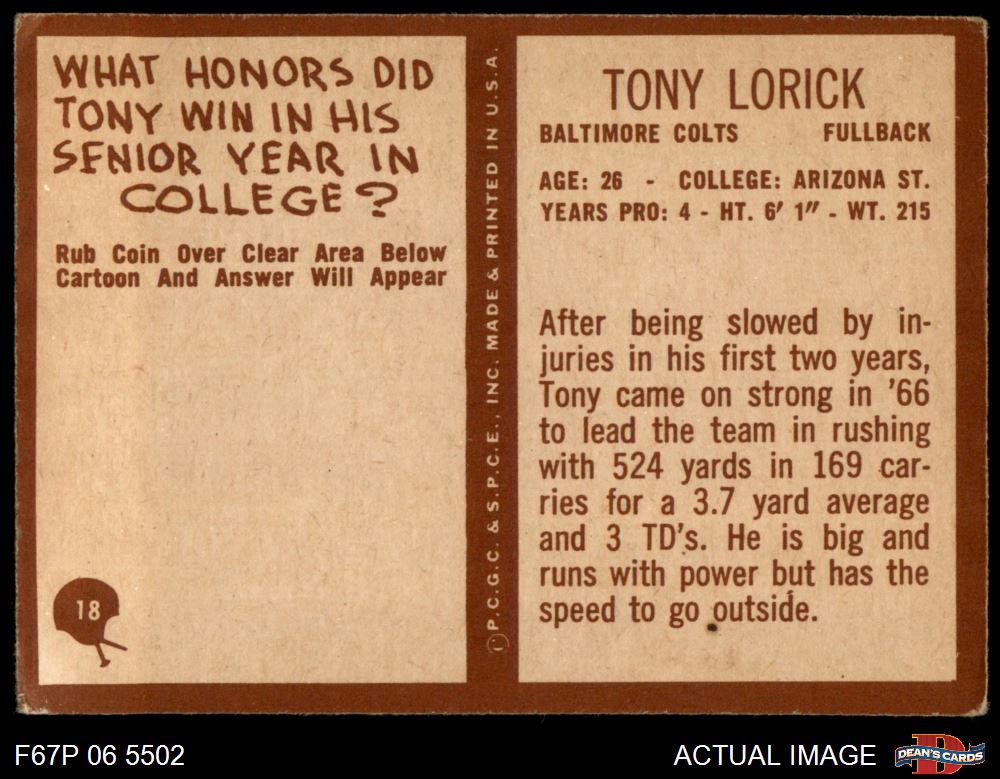 WHAT HONORS DID
TONY WIN IN HIS
SENIOR YEAR IN
COLLEGE?
Rub Coin Over Clear Area Below
Cartoon And Answer Will Appear
18
©P.C.G.C. & S.P.C.E., INC. MADE & PRINTED IN U.S.A.
TONY LORICK
BALTIMORE COLTS FULLBACK
AGE: 26 - COLLEGE: ARIZONA ST.
YEARS PRO: 4 - HT. 6' 1" - WT. 215
After being slowed by in-
juries in his first two years,
Tony came on strong in '66
to lead the team in rushing
with 524 yards in 169 car-
ries for a 3.7 yard average
and 3 TD's. He is big and
runs with power but has the
speed to go outside.
F67P 06 5502
ACTUAL IMAGE
D
DEAN'S CARDS